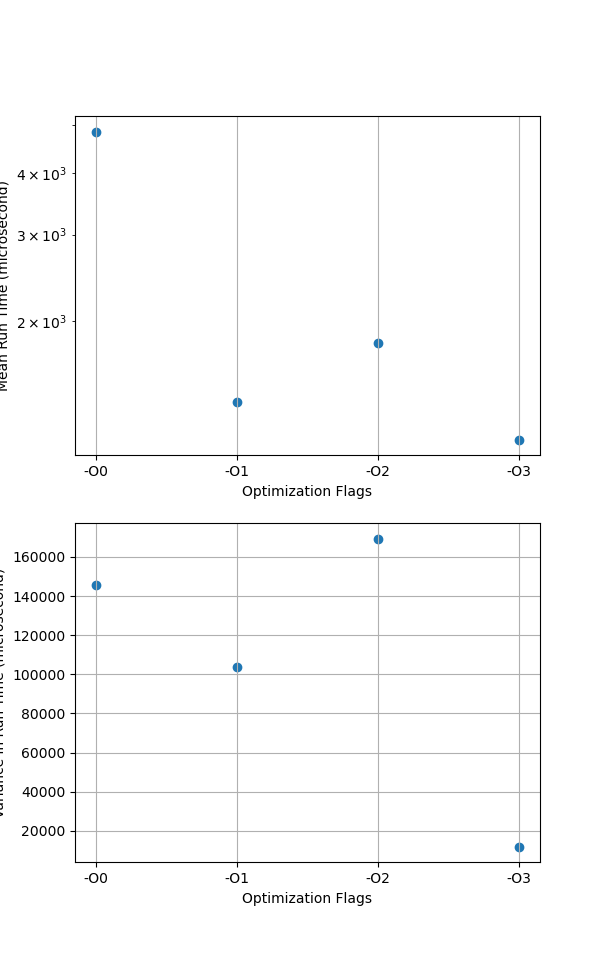 Mean Run Time (microsecond)
4 × 10³
3 × 10³
2 × 10³
-O0 -O1 -O2 -O3
Optimization Flags
Variance in Run Time (microsecond)
160000
140000
120000
100000
80000
60000
40000
20000
-O0 -O1 -O2 -O3
Optimization Flags